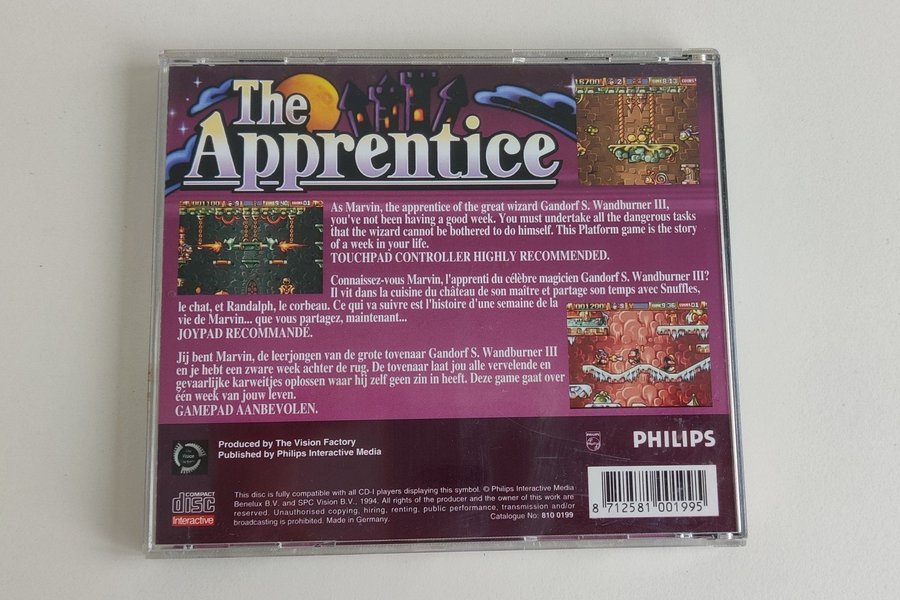 The
Apprentice
As Marvin, the apprentice of the great wizard Gandorf S. Wandburner III,
you've not been having a good week. You must undertake all the dangerous tasks
that the wizard cannot be bothered to do himself. This Platform game is the story
of a week in your life.
TOUCHPAD CONTROLLER HIGHLY RECOMMENDED.
Connaissez-vous Marvin, l'apprenti du célèbre magicien Gandorf S. Wandburner III?
Il vit dans la cuisine du château de son maître et partage son temps avec Snuffles,
le chat, et Randalph, le corbeau. Ce qui va suivre est l'histoire d'une semaine de la
vie de Marvin... que vous partagez, maintenant...
JOYPAD RECOMMANDÉ.
Jij bent Marvin, de leerjongen van de grote tovenaar Gandorf S. Wandburner III
en je hebt een zware week achter de rug. De tovenaar laat jou alle vervelende en
gevaarlijke karweitjes oplossen waar hij zelf geen zin in heeft. Deze game gaat over
één week van jouw leven.
GAMEPAD AANBEVOLEN.
Produced by The Vision Factory
Published by Philips Interactive Media
PHILIPS
COMPACT
disc
Interactive
This disc is fully compatible with all CD-I players displaying this symbol. © Philips Interactive Media
Benelux B.V. and SPC Vision B.V., 1994. All rights of the producer and the owner of this work are
reserved. Unauthorised copying, hiring, renting, public performance, transmission and/or
broadcasting is prohibited. Made in Germany.
Catalogue No: 810 0199
8 712581 001995